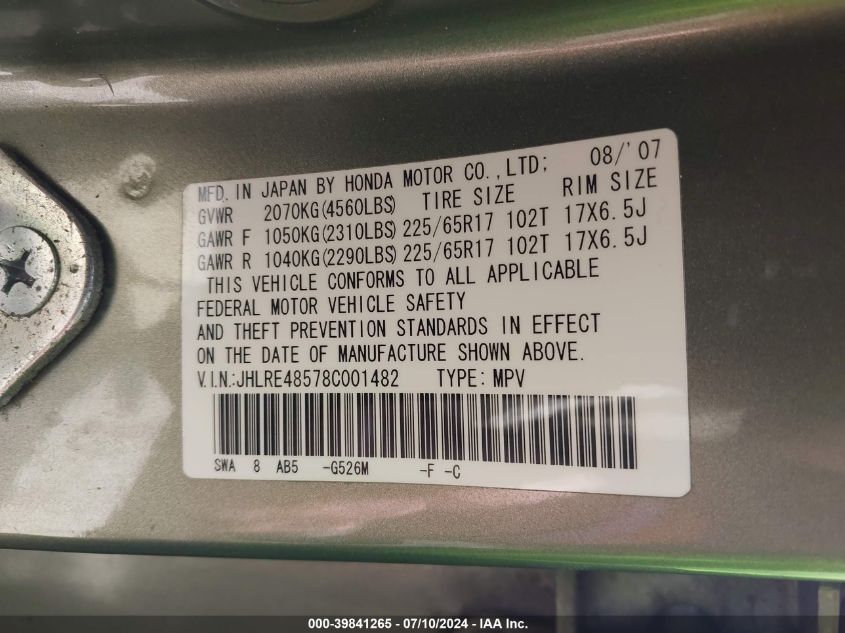 MFD. IN JAPAN BY HONDA MOTOR CO.,LTD; 08/'07
GVWR 2070KG(4560LBS) TIRE SIZE RIM SIZE
GAWR F 1050KG(2310LBS) 225/65R17 102T 17X6.5J
GAWR R 1040KG(2290LBS) 225/65R17 102T 17X6.5J
THIS VEHICLE CONFORMS TO ALL APPLICABLE
FEDERAL MOTOR VEHICLE SAFETY
AND THEFT PREVENTION STANDARDS IN EFFECT
ON THE DATE OF MANUFACTURE SHOWN ABOVE.
V.I.N.:JHLRE48578C001482 TYPE: MPV
SWA 8 AB5 -G526M -F -C
000-39841265 - 07/10/2024 - IAA Inc.